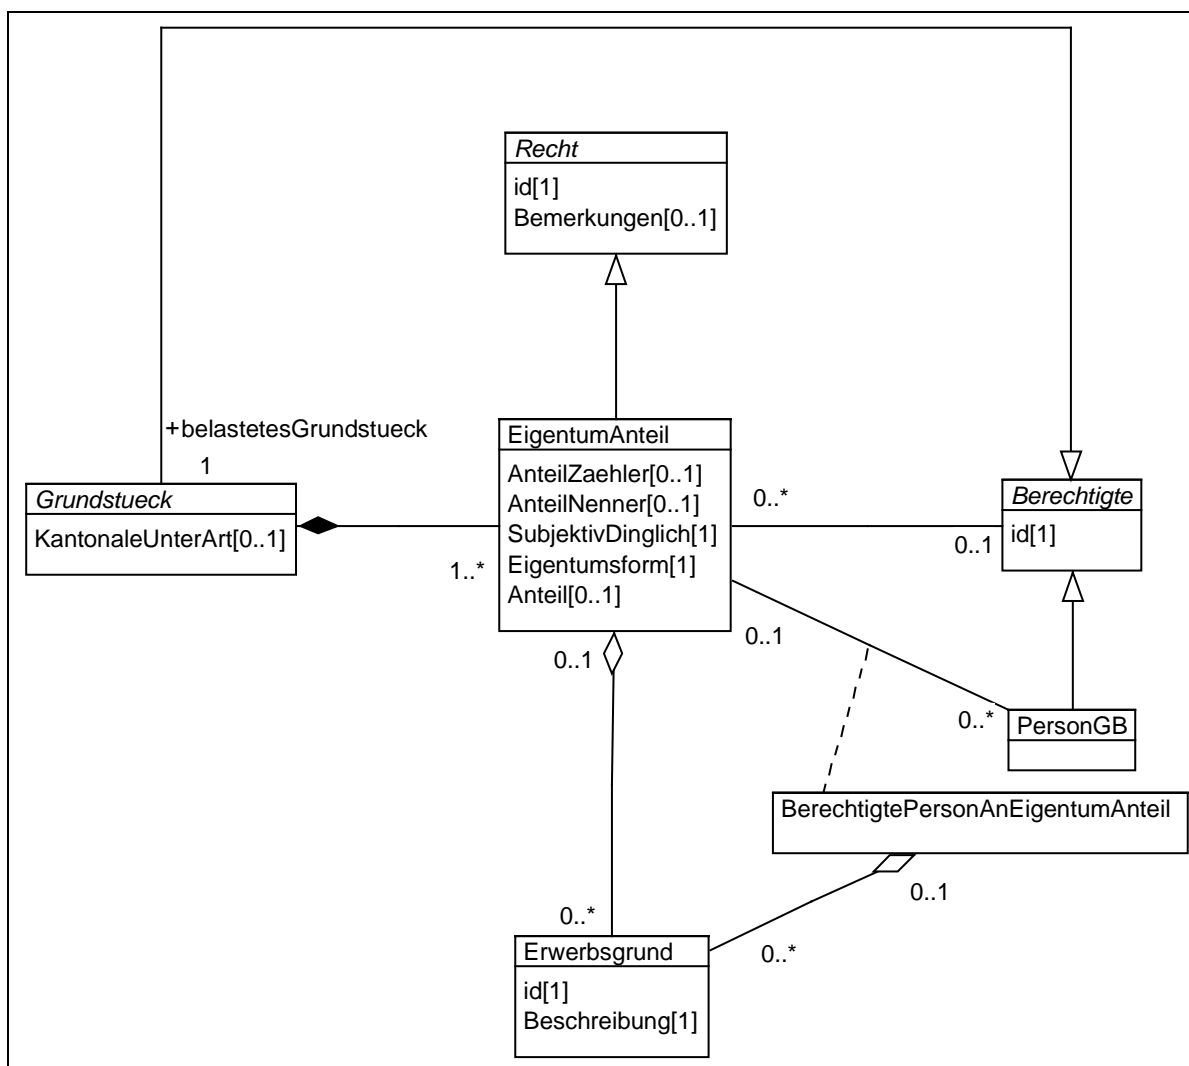 Recht
id[1]
Bemerkungen[0..1]
+belastetesGrundstueck
1
EigentumAnteil
AnteilZaehler[0..1]
AnteilNenner[0..1]
SubjektivDinglich[1]
Eigentumsform[1]
Anteil[0..1]
Grundstueck
KantonaleUnterArt[0..1]
1..*
0..*
0..1
Berechtigte
id[1]
0..1
0..1
0..*
PersonGB
BerechtigtePersonAnEigentumAnteil
0..1
0..*
0..*
Erwerbsgrund
id[1]
Beschreibung[1]